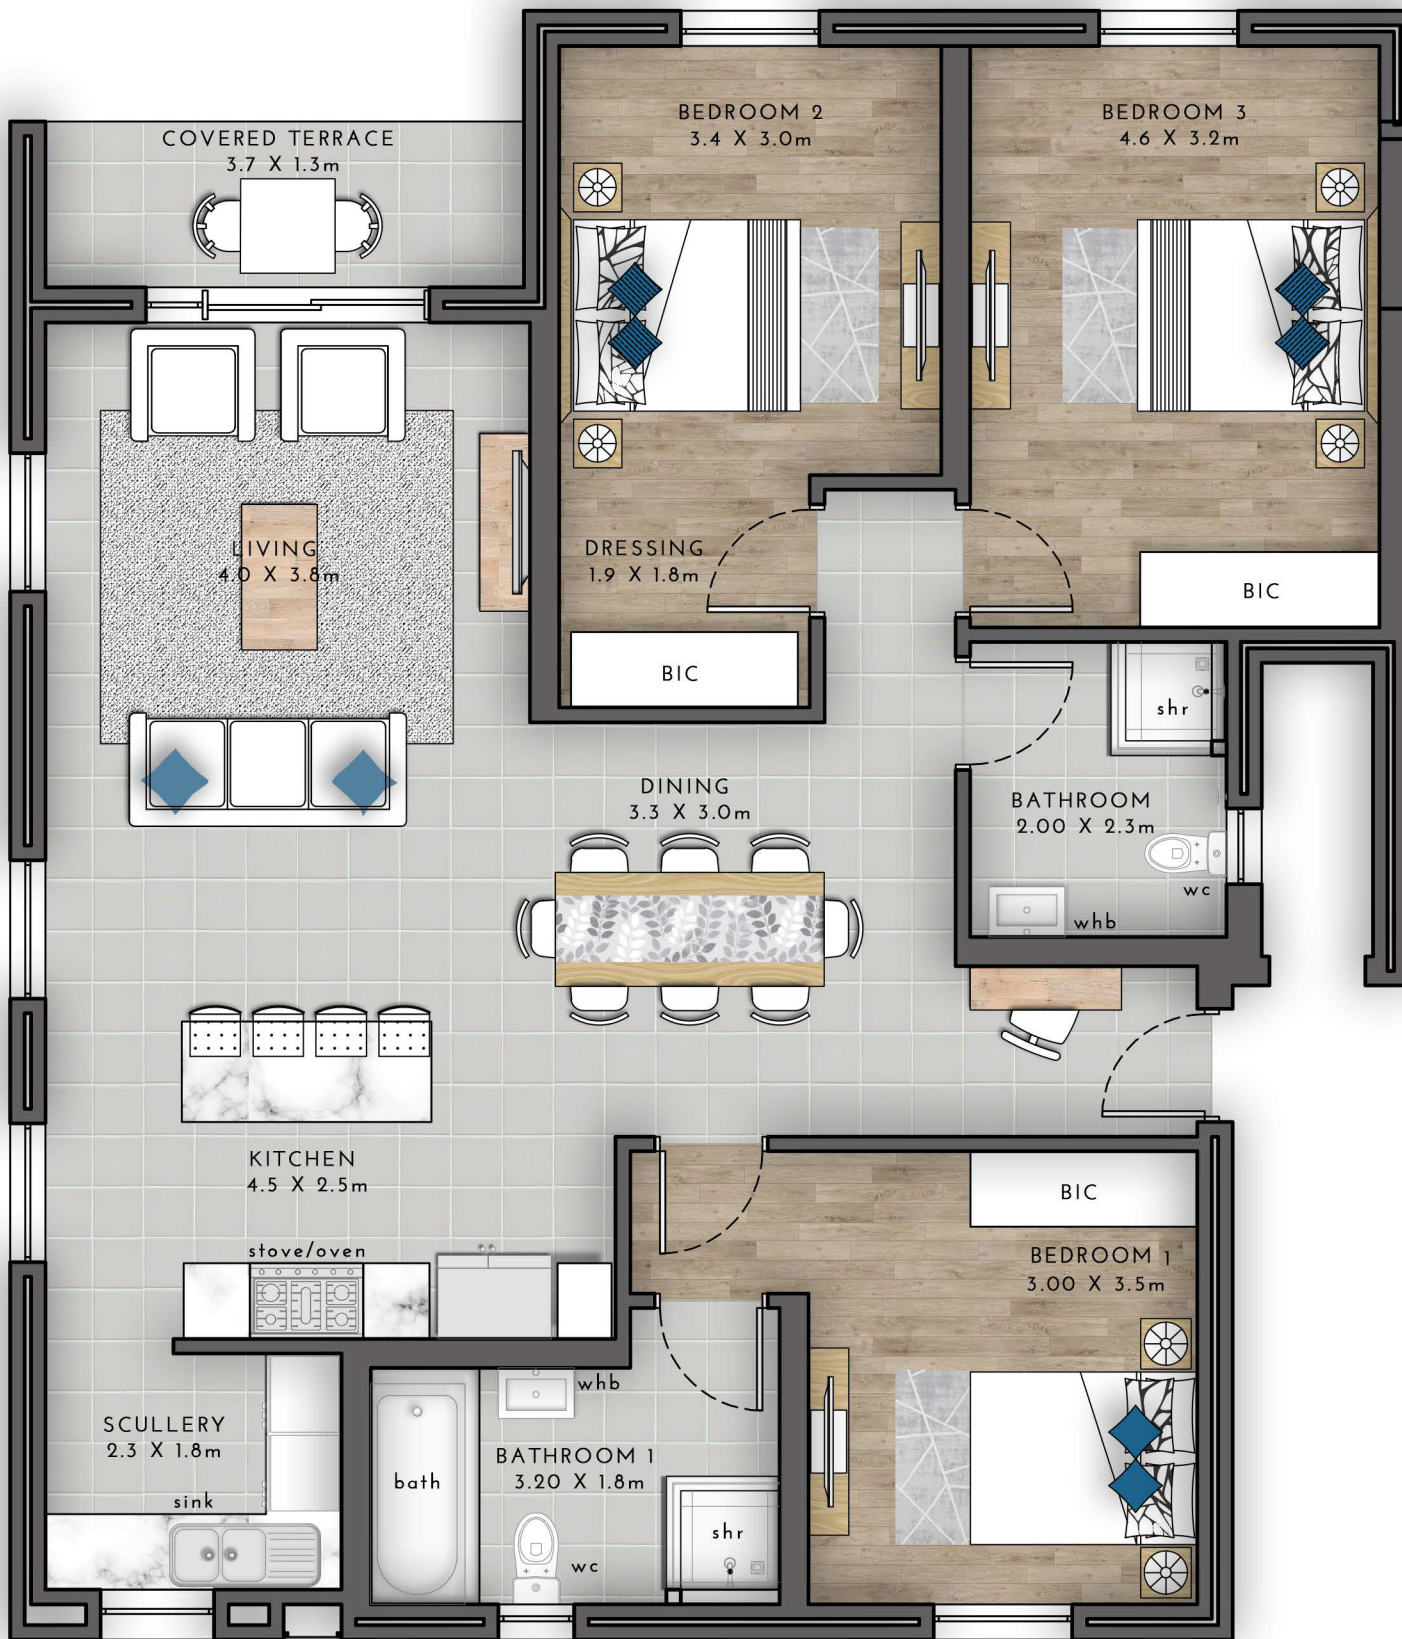 COVERED TERRACE
3.7 X 1.3m
BEDROOM 2
3.4 X 3.0m
BEDROOM 3
4.6 X 3.2m
LIVING
4.0 X 3.8m
DRESSING
1.9 X 1.8m
BIC
BIC
shr
DINING
3.3 X 3.0m
BATHROOM
2.00 X 2.3m
wc
whb
KITCHEN
4.5 X 2.5m
stove/oven
BIC
BEDROOM 1
3.00 X 3.5m
whb
SCULLERY
2.3 X 1.8m
sink
bath
BATHROOM 1
3.20 X 1.8m
shr
wc